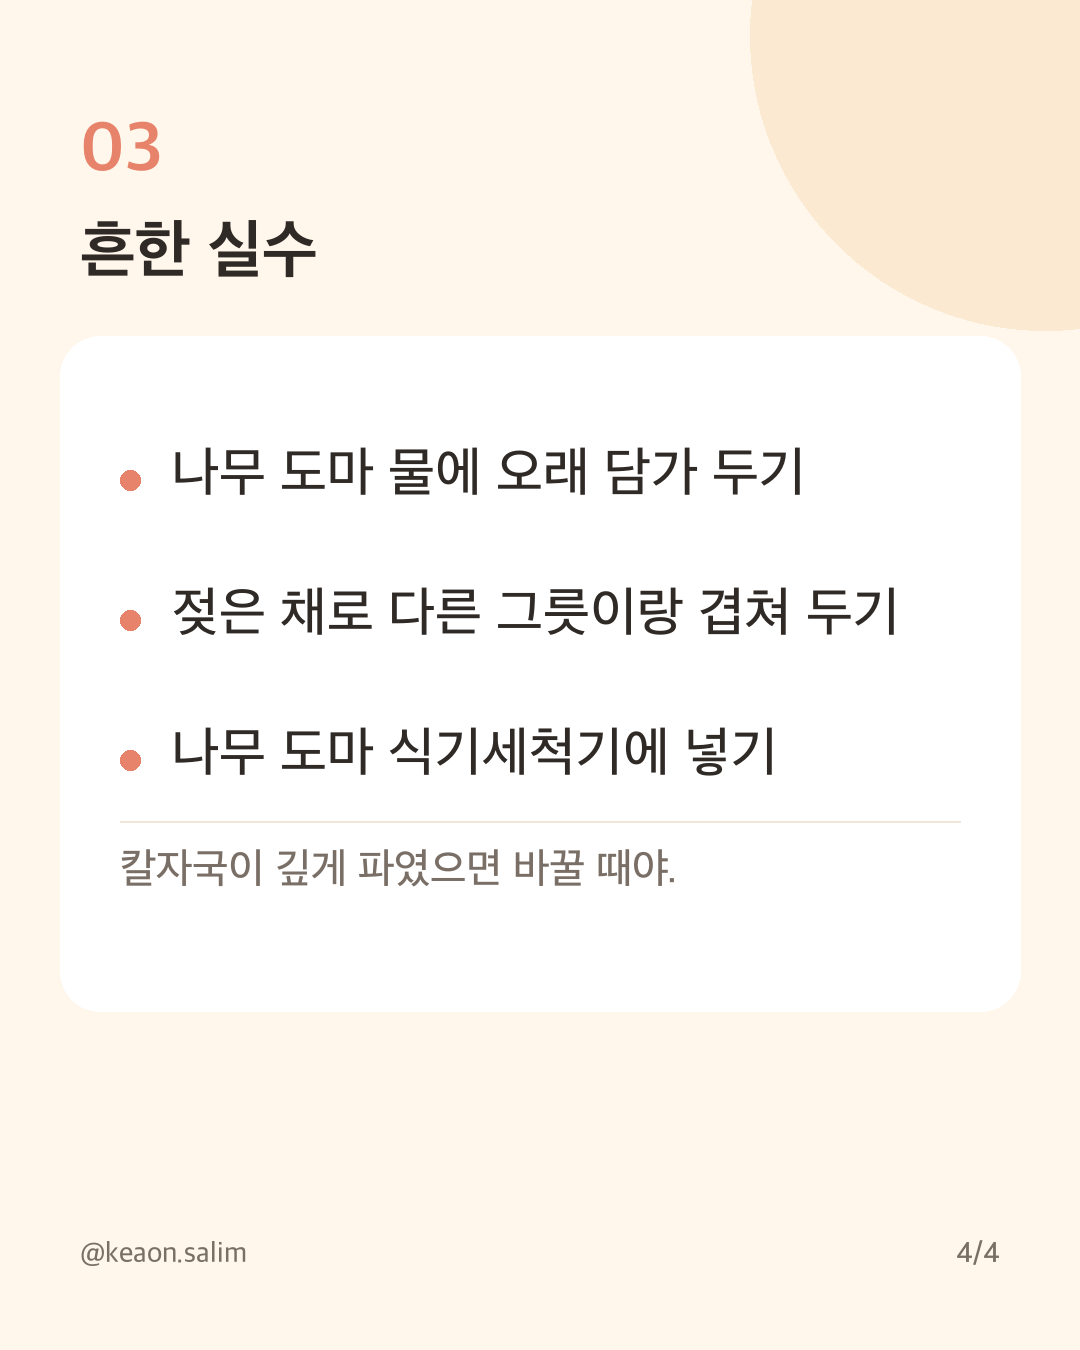 03
흔한 실수
나무 도마 물에 오래 담가 두기
젖은 채로 다른 그릇이랑 겹쳐 두기
나무 도마 식기세척기에 넣기
칼자국이 깊게 파였으면 바꿀 때야.
@keaon.salim
4/4